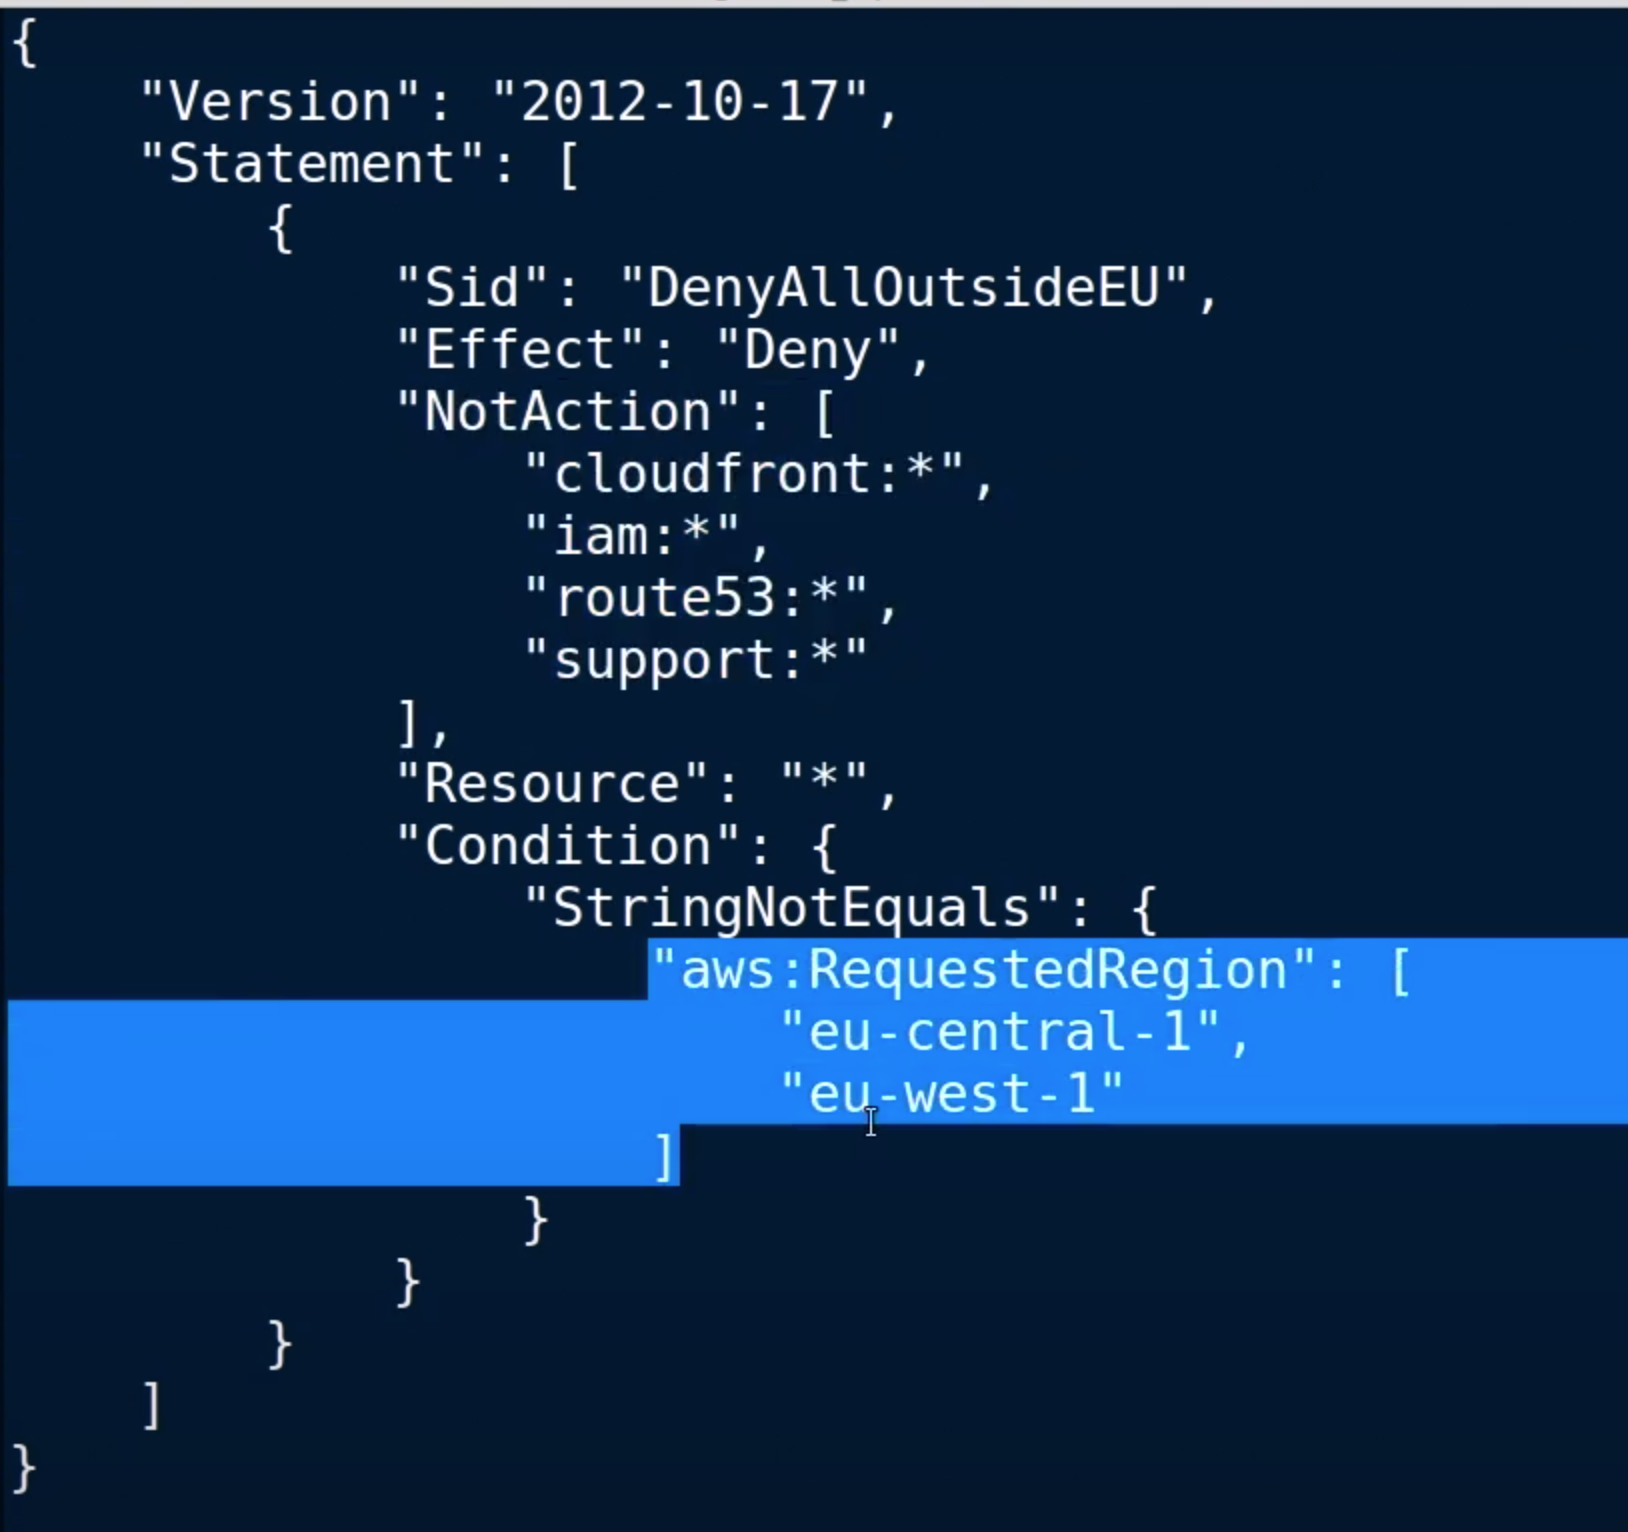 {
    "Version": "2012-10-17",
    "Statement": [
        {
            "Sid": "DenyAllOutsideEU",
            "Effect": "Deny",
            "NotAction": [
                "cloudfront:*",
                "iam:*",
                "route53:*",
                "support:*"
            ],
            "Resource": "*",
            "Condition": {
                "StringNotEquals": {
                    "aws:RequestedRegion": [
                        "eu-central-1",
                        "eu-west-1"
                    ]
                }
            }
        }
    ]
}